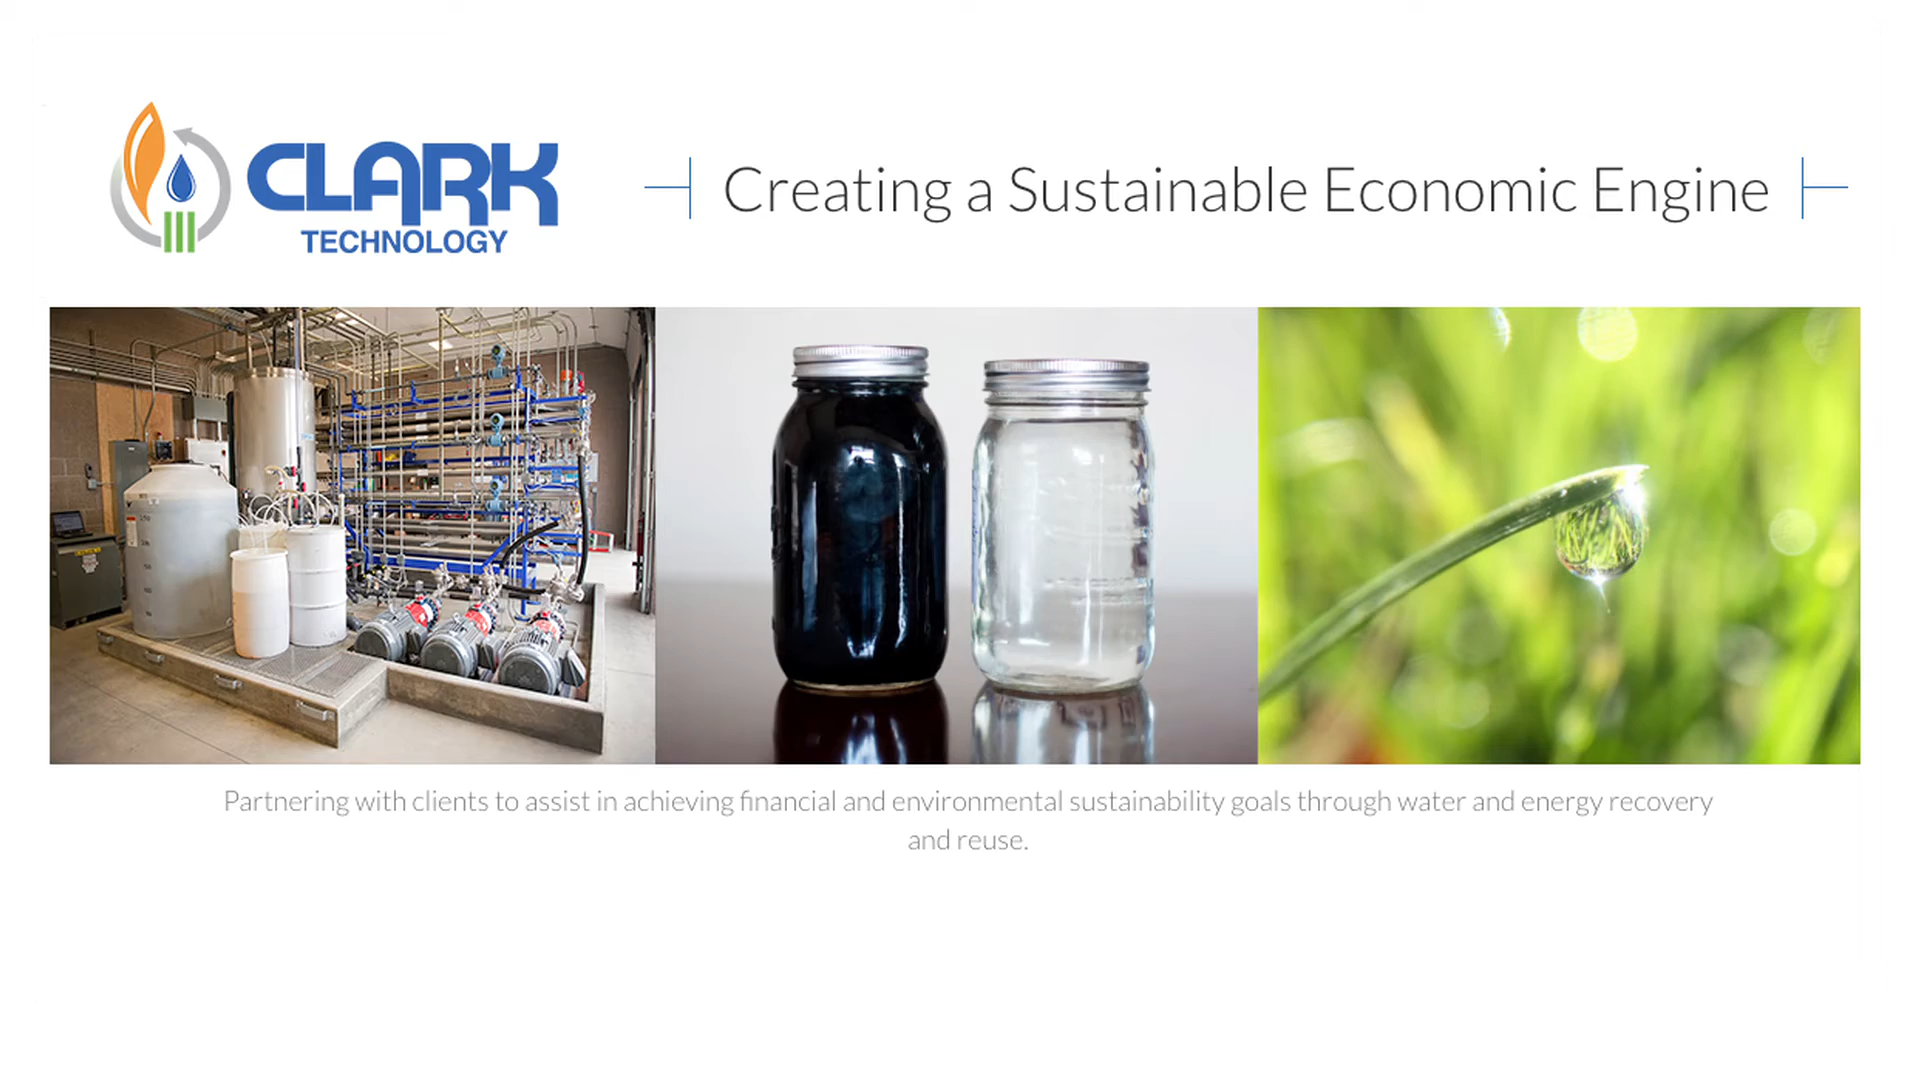 CLARK
TECHNOLOGY
Creating a Sustainable Economic Engine
Partnering with clients to assist in achieving financial and environmental sustainability goals through water and energy recovery
and reuse.